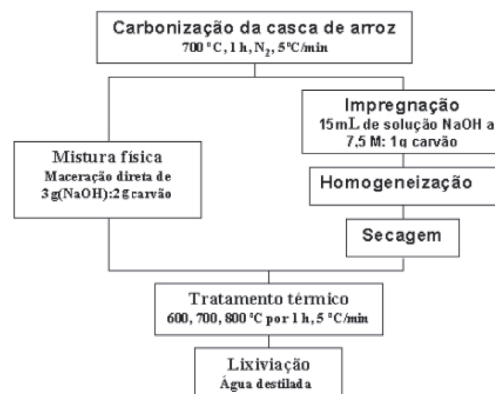 Carbonização da casca de arroz
700 °C, 1 h, N2, 5°C/min
Impregnação
15mL de solução NaOH a
7,5 M: 1g carvão
Mistura física
Maceração direta de
3g(NaOH):2gcarvão
Homogeneização
Secagem
Tratamento térmico
600, 700, 800 °C por 1 h, 5 °C/min
Lixiviação
Água destilada